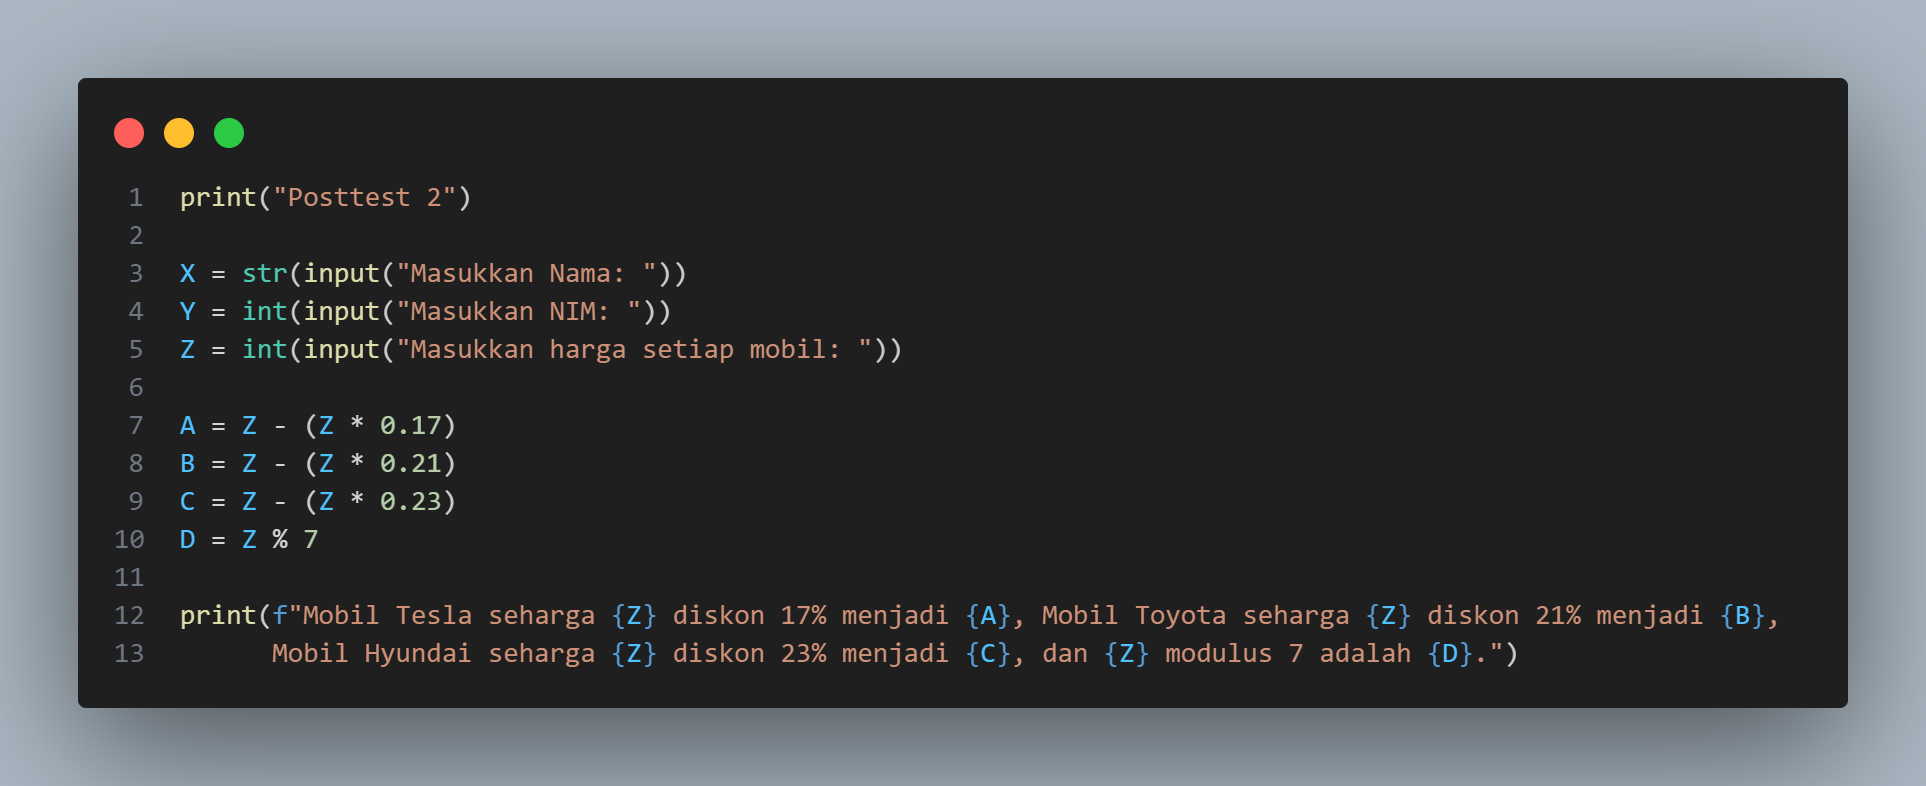 1 print("Posttest 2")
2
3 X = str(input("Masukkan Nama: "))
4 Y = int(input("Masukkan NIM: "))
5 Z = int(input("Masukkan harga setiap mobil: "))
6
7 A = Z - (Z * 0.17)
8 B = Z - (Z * 0.21)
9 C = Z - (Z * 0.23)
10 D = Z % 7
11
12 print(f"Mobil Tesla seharga {Z} diskon 17% menjadi {A}, Mobil Toyota seharga {Z} diskon 21% menjadi {B},
13       Mobil Hyundai seharga {Z} diskon 23% menjadi {C}, dan {Z} modulus 7 adalah {D}.")